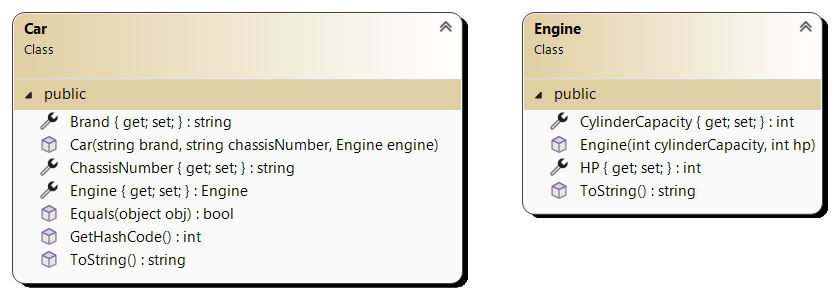 Car
Class
public
Brand { get; set; } : string
Car(string brand, string chassisNumber, Engine engine)
ChassisNumber { get; set; } : string
Engine { get; set; } : Engine
Equals(object obj) : bool
GetHashCode() : int
ToString() : string
Engine
Class
public
CylinderCapacity { get; set; } : int
Engine(int cylinderCapacity, int hp)
HP { get; set; } : int
ToString() : string